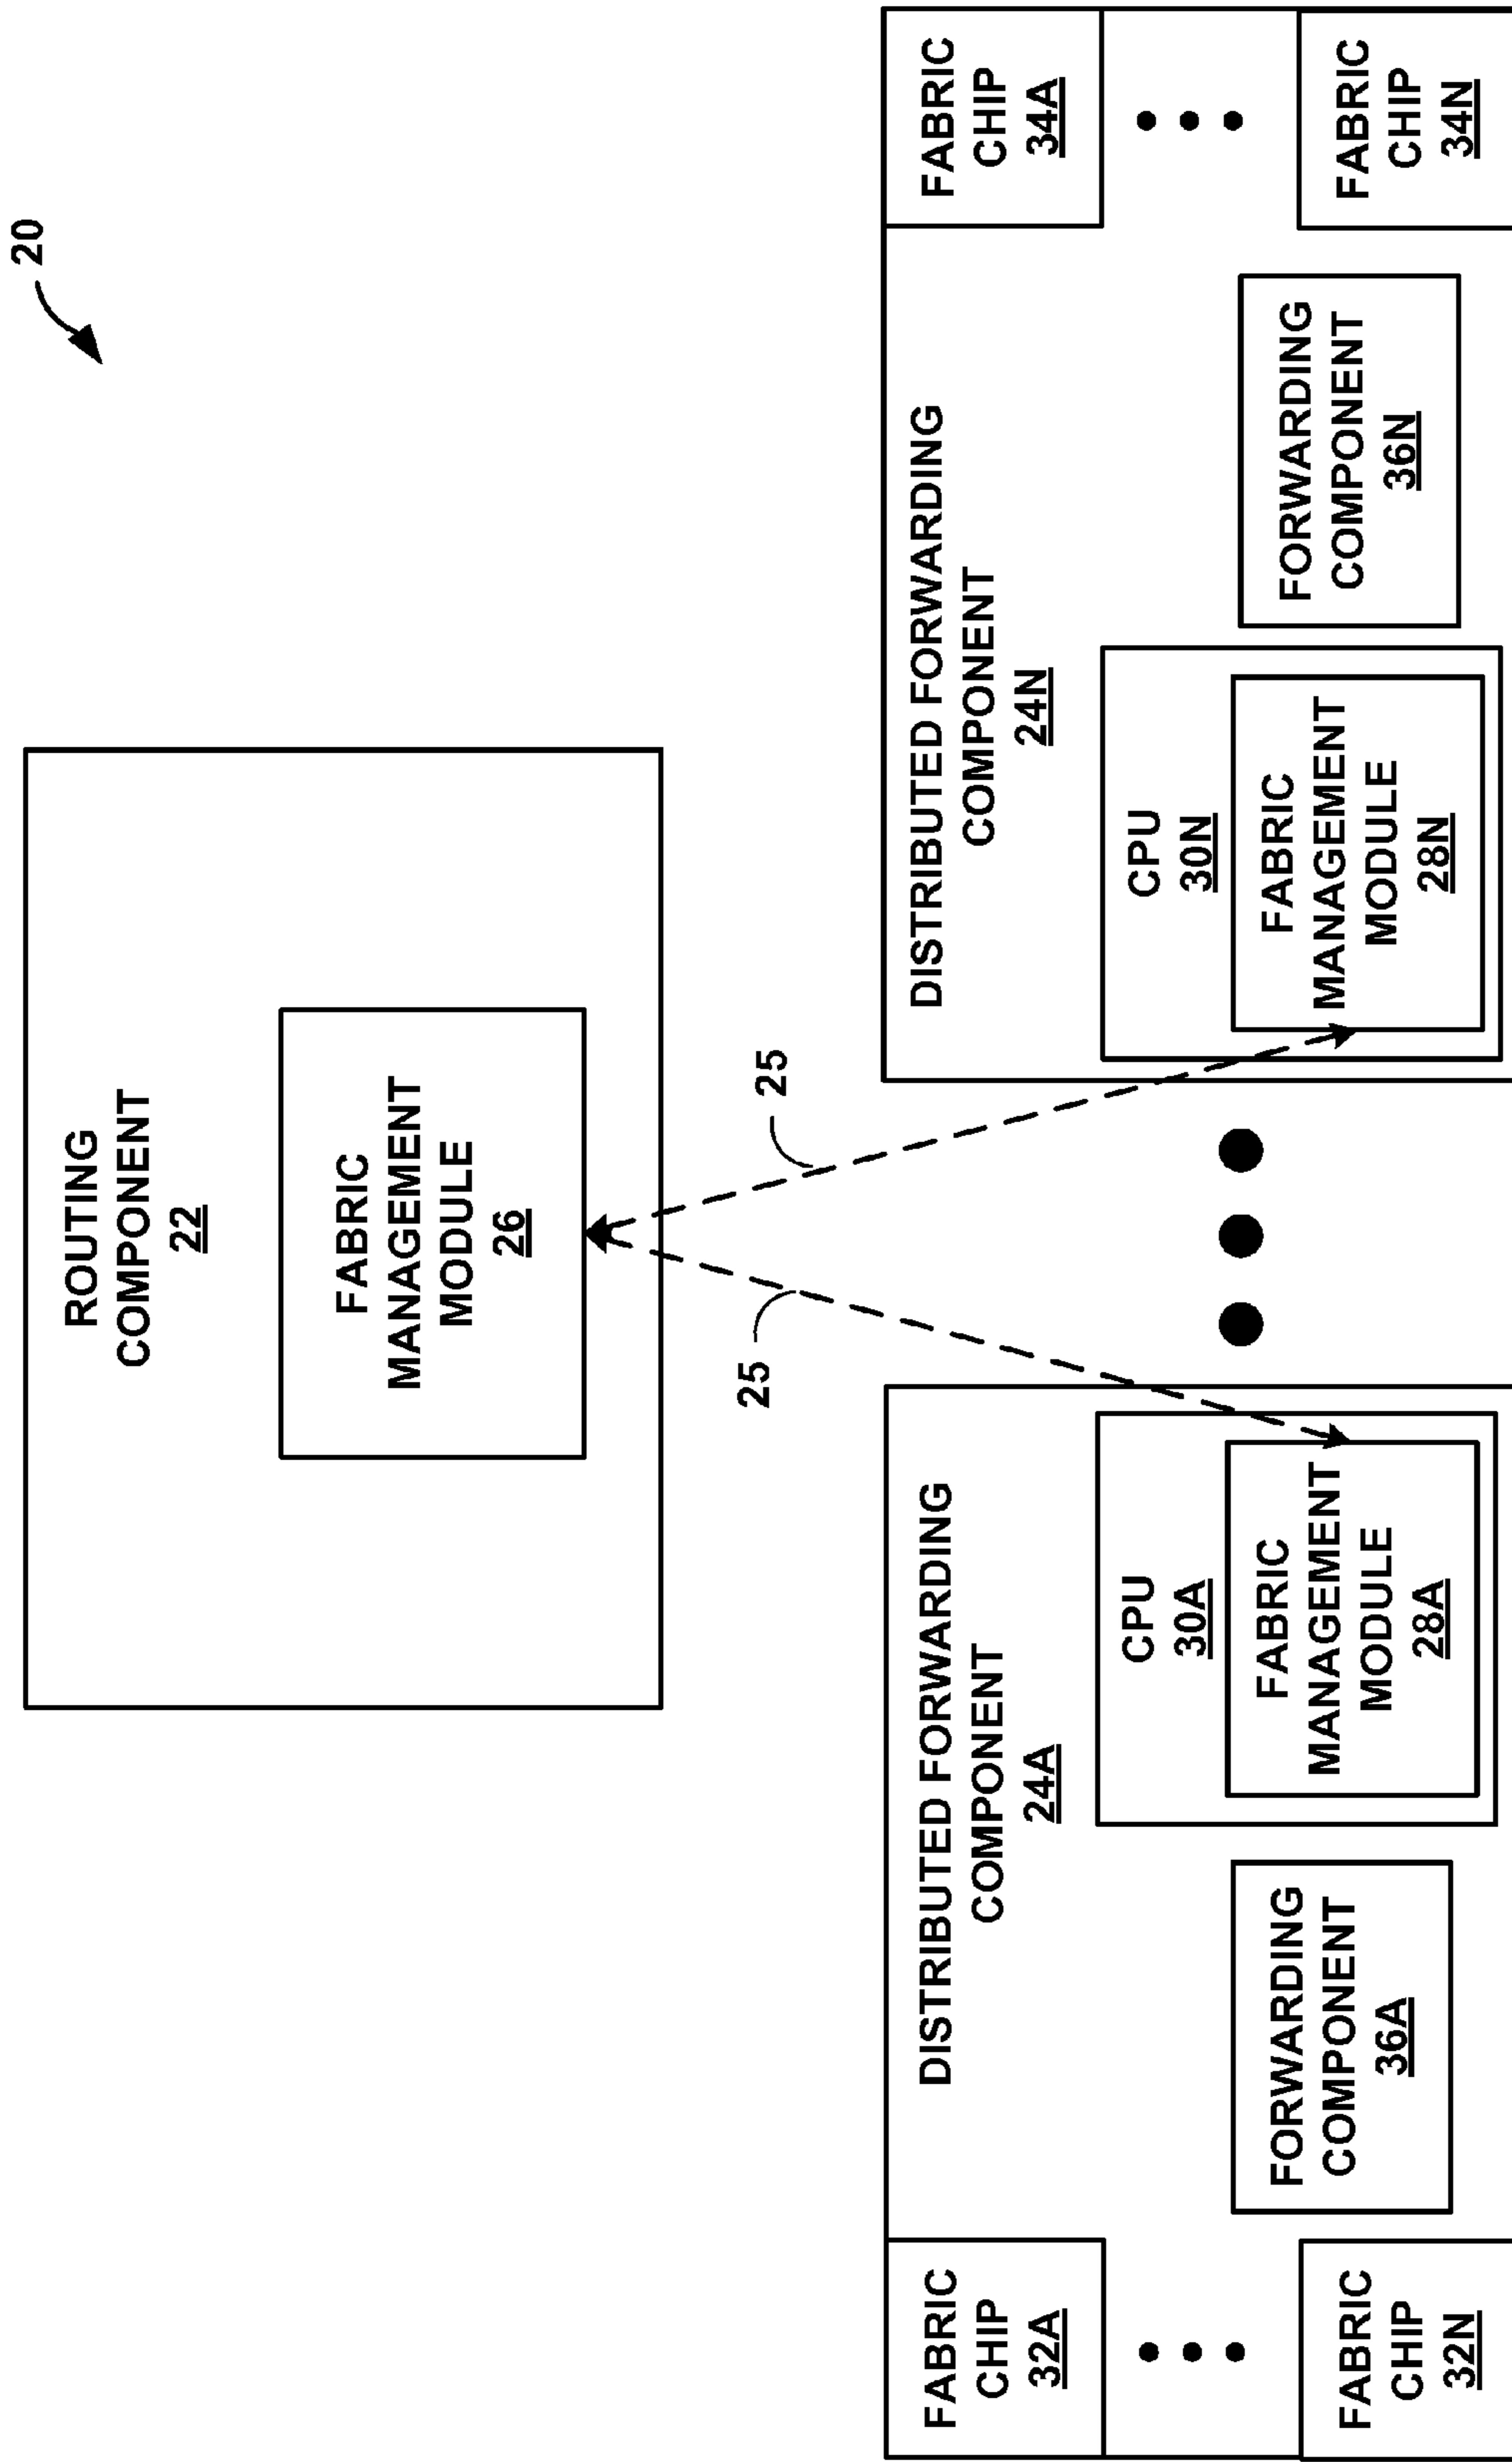 20
ROUTING
COMPONENT
22
FABRIC
MANAGEMENT
MODULE
26
25
25
DISTRIBUTED FORWARDING
COMPONENT
24A
FABRIC
CHIP
32A
FABRIC
CHIP
32N
FORWARDING
COMPONENT
36A
CPU
30A
FABRIC
MANAGEMENT
MODULE
28A
DISTRIBUTED FORWARDING
COMPONENT
24N
CPU
30N
FABRIC
MANAGEMENT
MODULE
28N
FORWARDING
COMPONENT
36N
FABRIC
CHIP
34A
FABRIC
CHIP
34N